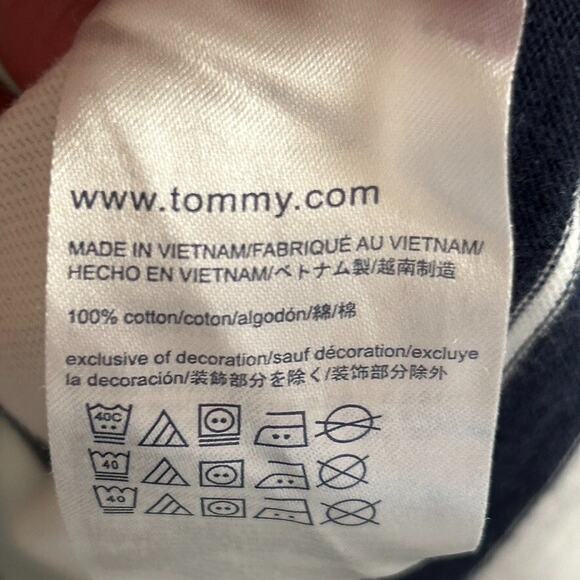 www.tommy.com
MADE IN VIETNAM/FABRIQUÉ AU VIETNAM/
HECHO EN VIETNAM/ベトナム製/越南制造
100% cotton/coton/algodón/綿/棉
exclusive of decoration/sauf décoration/excluye
la decoración/装飾部分を除く/装饰部分除外
40C
40
40